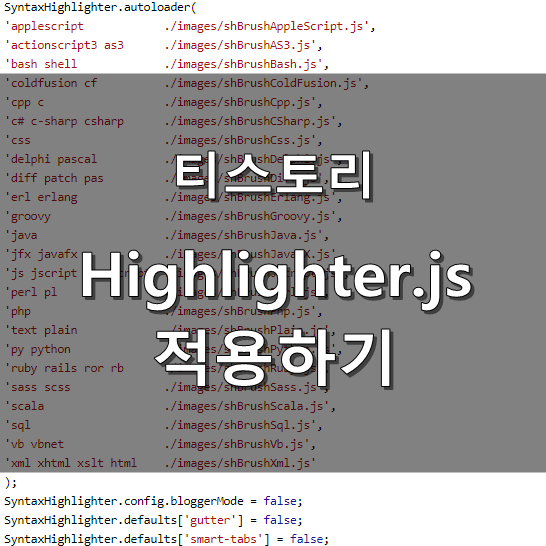 SyntaxHighlighter.autoloader(
'applescript ./images/shBrushAppleScript.js',
'actionscript3 as3 ./images/shBrushAS3.js',
'bash shell ./images/shBrushBash.js',
'coldfusion cf ./images/shBrushColdFusion.js',
'cpp c ./images/shBrushCpp.js',
'c# c-sharp csharp ./images/shBrushCSharp.js',
'css ./images/shBrushCss.js',
'delphi pascal
'diff patch pas
'erl erlang ./images/shBrushErlang.js',
'groovy ./images/shBrushGroovy.js',
'java ./images/shBrushJava.js',
'jfx javafx
'js jscript
'perl pl
'php ./images/shBrushPhp.js',
'text plain ./images/shBrushPlain.js',
'py python
'ruby rails ror rb
'sass scss ./images/shBrushSass.js',
'scala ./images/shBrushScala.js',
'sql ./images/shBrushSql.js',
'vb vbnet ./images/shBrushVb.js',
'xml xhtml xslt html ./images/shBrushXml.js'
);
SyntaxHighlighter.config.bloggerMode = false;
SyntaxHighlighter.defaults['gutter'] = false;
SyntaxHighlighter.defaults['smart-tabs'] = false;
티스토리
Highlighter.js
적용하기